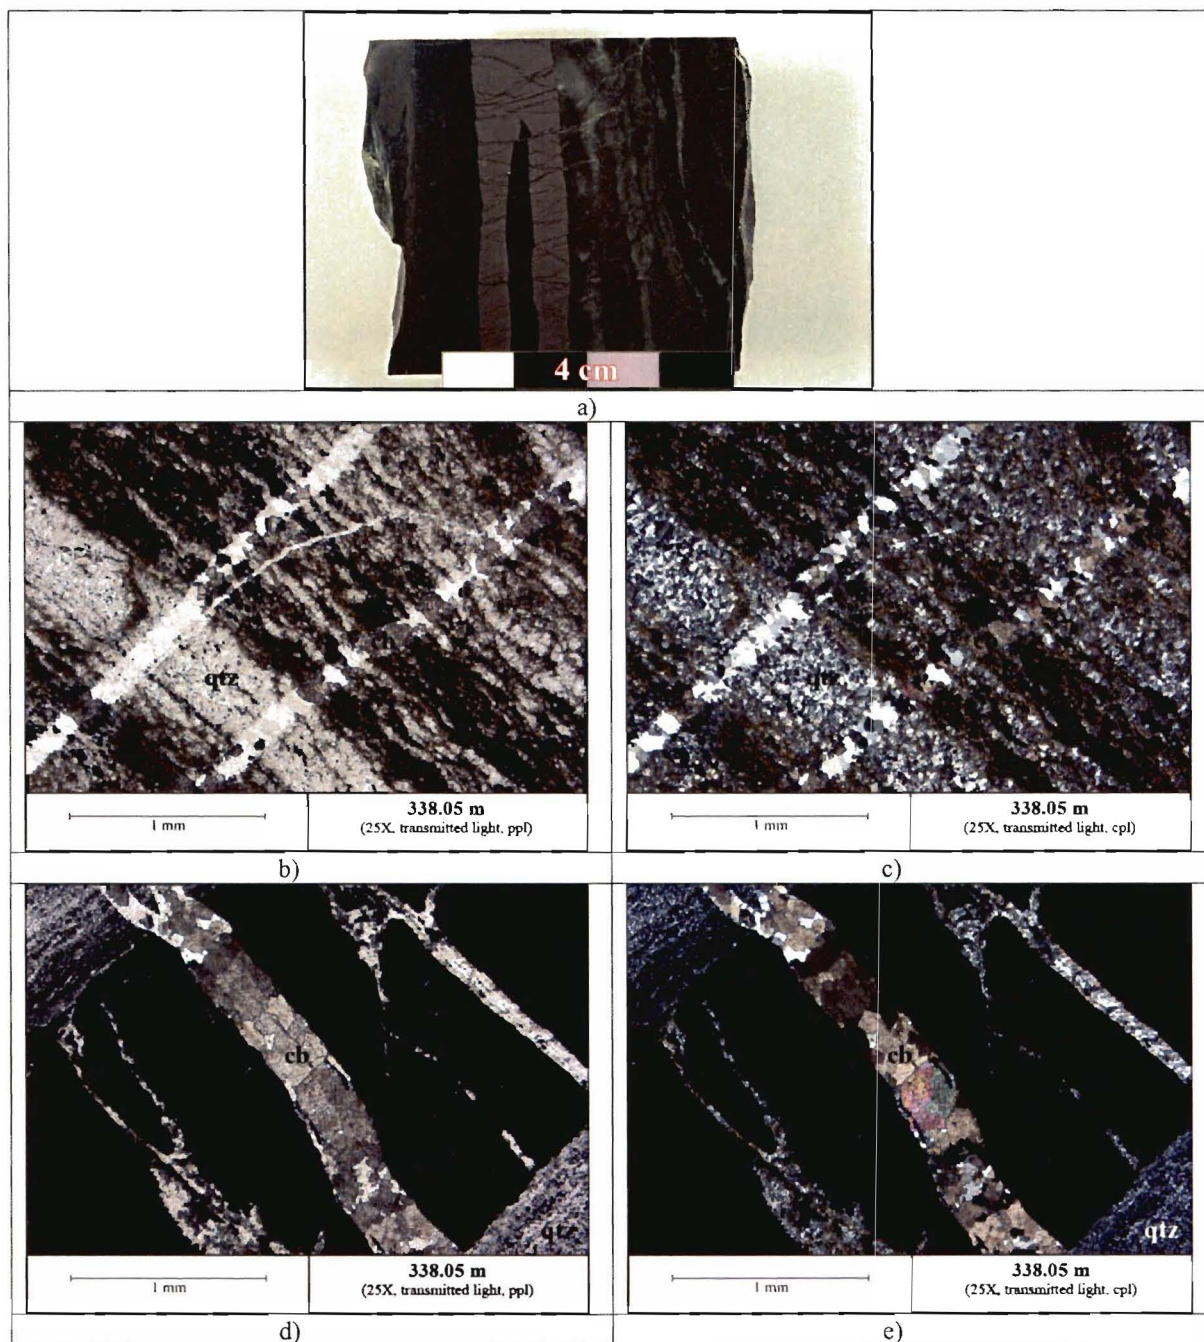 4 cm
a)
qtz
qtz
338.05 m
(25X, transmitted light, ppl)
1 mm
338.05 m
(25X, transmitted light, cpl)
1 mm
b)
c)
cb
qtz
cb
qtz
338.05 m
(25X, transmitted light, ppl)
1 mm
338.05 m
(25X, transmitted light, cpl)
1 mm
d)
e)